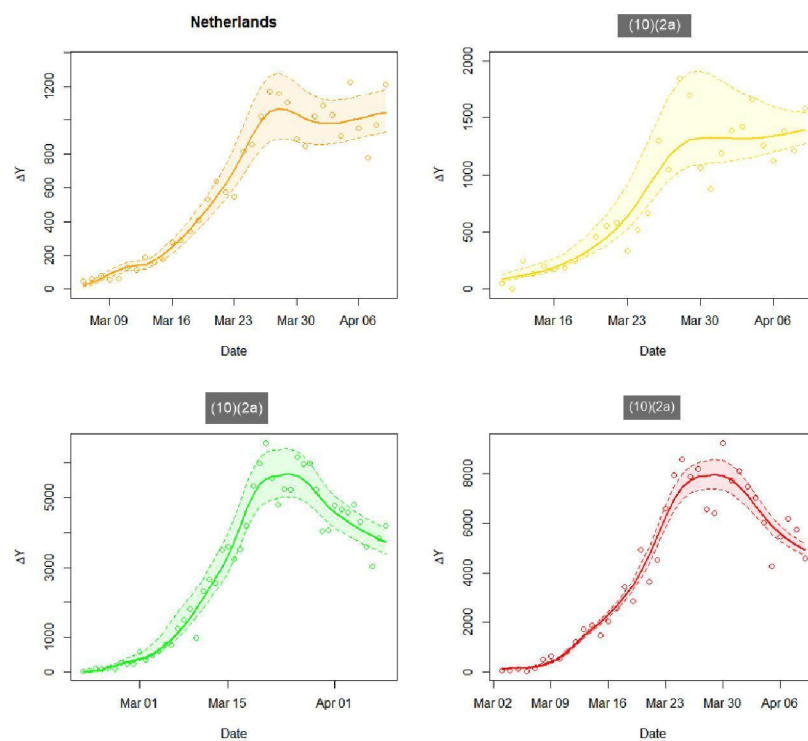 Netherlands
ΔY
0 200 400 600 800 1000 1200
Mar 09 Mar 16 Mar 23 Mar 30 Apr 06
Date
(10)(2a)
ΔY
0 500 1000 1500 2000
Mar 16 Mar 23 Mar 30 Apr 06
Date
(10)(2a)
ΔY
0 1000 3000 5000
Mar 01 Mar 15 Apr 01
Date
(10)(2a)
ΔY
0 2000 4000 6000 8000
Mar 02 Mar 09 Mar 16 Mar 23 Mar 30 Apr 06
Date